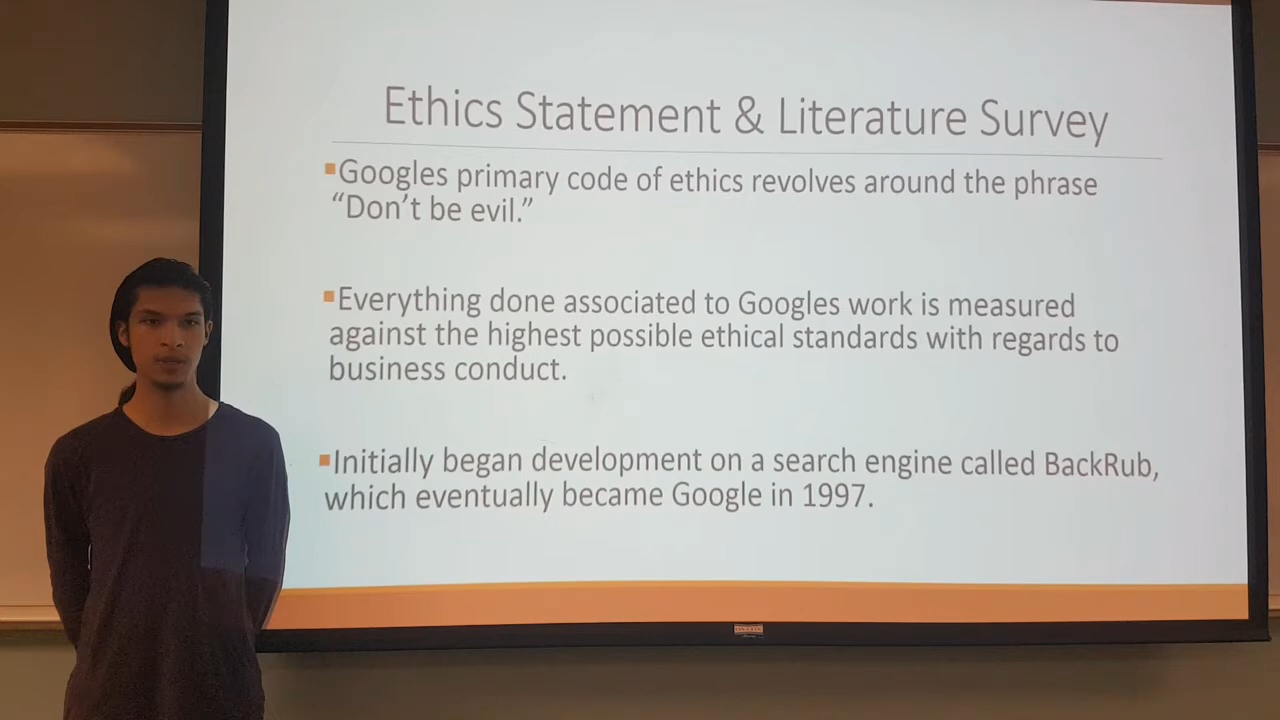 Ethics Statement & Literature Survey
▪Googles primary code of ethics revolves around the phrase
“Don’t be evil.”
▪Everything done associated to Googles work is measured
against the highest possible ethical standards with regards to
business conduct.
▪Initially began development on a search engine called BackRub,
which eventually became Google in 1997.